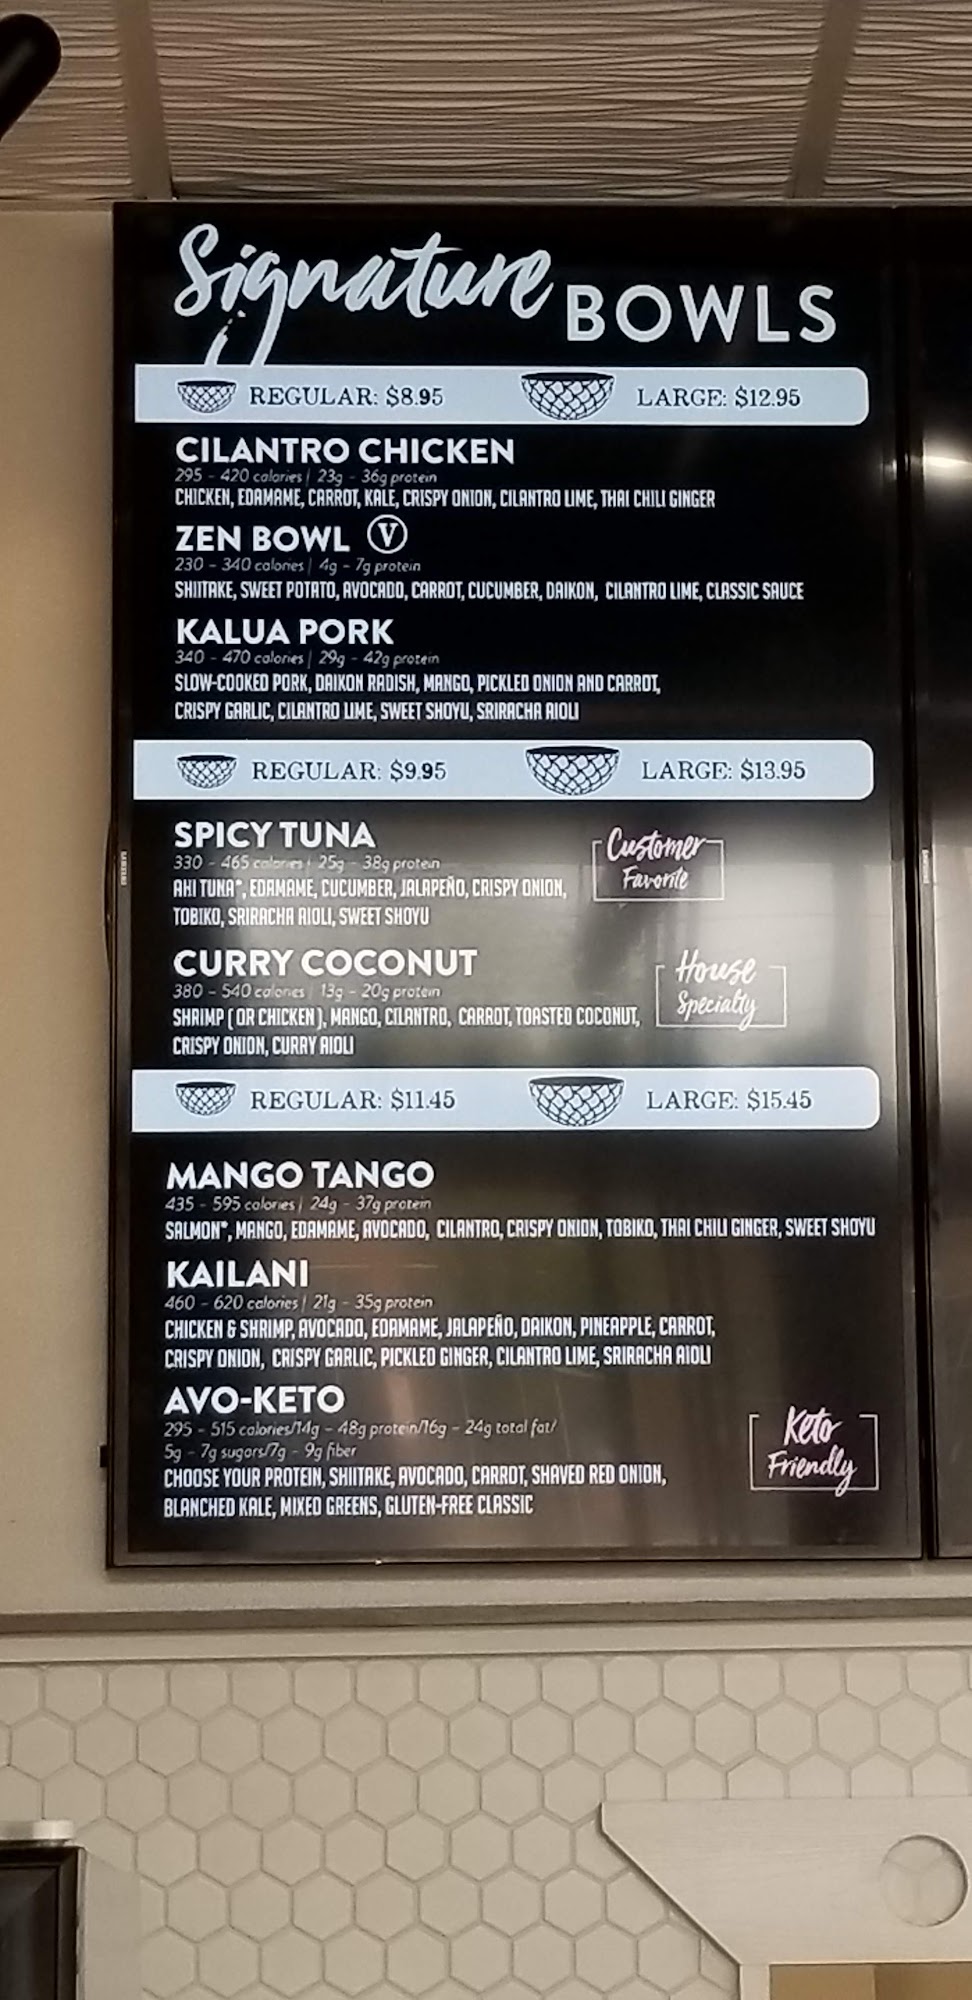 Signature BOWLS
REGULAR: $8.95 LARGE: $12.95
CILANTRO CHICKEN
295 - 420 calories | 23g - 36g protein
CHICKEN, EDAMAME, CARROT, KALE, CRISPY ONION, CILANTRO LIME, THAI CHILI GINGER
ZEN BOWL V
230 - 340 calories | 4g - 7g protein
SHIITAKE, SWEET POTATO, AVOCADO, CARROT, CUCUMBER, DAIKON, CILANTRO LIME, CLASSIC SAUCE
KALUA PORK
340 - 470 calories | 29g - 42g protein
SLOW-COOKED PORK, DAIKON RADISH, MANGO, PICKLED ONION AND CARROT,
CRISPY GARLIC, CILANTRO LIME, SWEET SHOYU, SRIRACHA AIOLI
REGULAR: $9.95 LARGE: $13.95
SPICY TUNA
330 - 465 calories | 25g - 38g protein
AHI TUNA*, EDAMAME, CUCUMBER, JALAPEÑO, CRISPY ONION,
TOBIKO, SRIRACHA AIOLI, SWEET SHOYU
Customer
Favorite
CURRY COCONUT
380 - 540 calories | 13g - 20g protein
SHRIMP (OR CHICKEN), MANGO, CILANTRO, CARROT, TOASTED COCONUT,
CRISPY ONION, CURRY AIOLI
House
Specialty
REGULAR: $11.45 LARGE: $15.45
MANGO TANGO
435 - 595 calories | 24g - 37g protein
SALMON*, MANGO, EDAMAME, AVOCADO, CILANTRO, CRISPY ONION, TOBIKO, THAI CHILI GINGER, SWEET SHOYU
KAILANI
460 - 620 calories | 21g - 35g protein
CHICKEN & SHRIMP, AVOCADO, EDAMAME, JALAPEÑO, DAIKON, PINEAPPLE, CARROT,
CRISPY ONION, CRISPY GARLIC, PICKLED GINGER, CILANTRO LIME, SRIRACHA AIOLI
AVO-KETO
295 - 515 calories/14g - 48g protein/16g - 24g total fat/
5g - 7g sugars/7g - 9g fiber
CHOOSE YOUR PROTEIN, SHIITAKE, AVOCADO, CARROT, SHAVED RED ONION,
BLANCHED KALE, MIXED GREENS, GLUTEN-FREE CLASSIC
Keto
Friendly